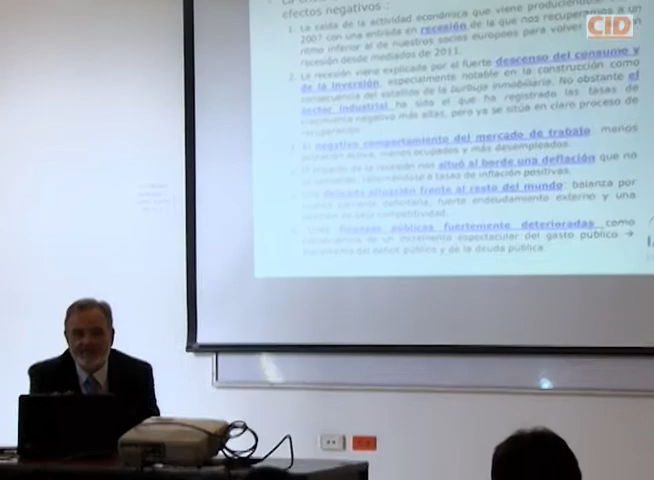 efectos negativos :
CID
1. La caída de la actividad económica que viene produciéndose
2007 con una entrada en recesión de la que nos recuperamos a un
ritmo inferior al de nuestros socios europeos para volver
recesión desde mediados de 2011.
2. La recesión viene explicada por el fuerte descenso del consumo y
de la inversión, especialmente notable en la construcción como
consecuencia del estallido de la burbuja inmobiliaria. No obstante el
sector industrial ha sido el que ha registrado las tasas de
crecimiento negativo más altas, pero ya se sitúa en claro proceso de
recuperación.
El negativo comportamiento del mercado de trabajo: menos
menos ocupados y más desempleados.
situó al borde una deflación que no
a tasas de inflación positivas.
delicada situación frente al resto del mundo: balanza por
fuerte endeudamiento externo y una
competitividad.
Unas finanzas públicas fuertemente deterioradas como
consecuencia de un incremento espectacular del gasto público →
del déficit público y de la deuda pública